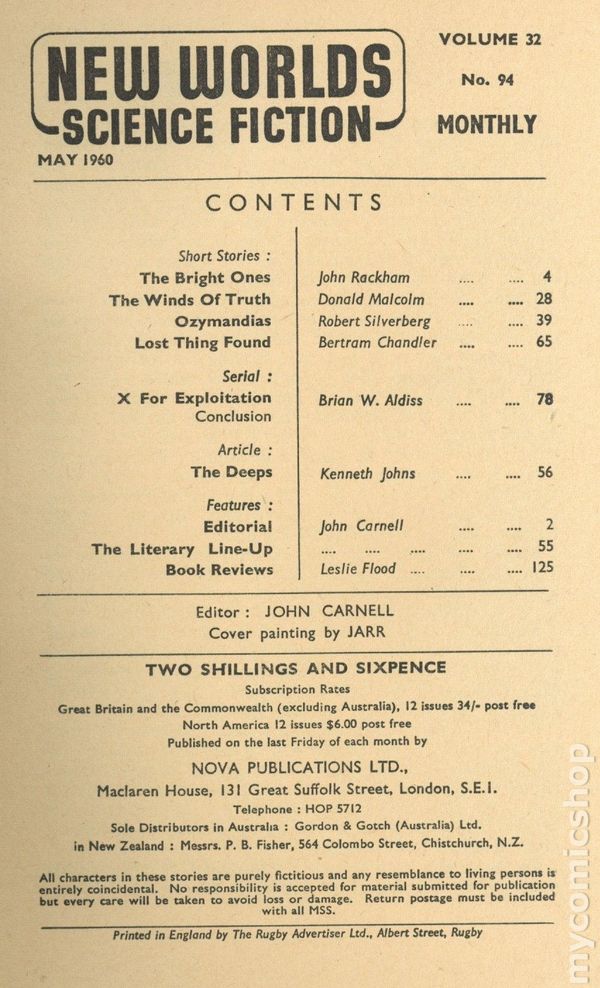 NEW WORLDS
SCIENCE FICTION
MAY 1960
VOLUME 32
No. 94
MONTHLY
CONTENTS
Short Stories :
The Bright Ones John Rackham .... .... 4
The Winds Of Truth Donald Malcolm .... .... 28
Ozymandias Robert Silverberg .... .... 39
Lost Thing Found Bertram Chandler .... .... 65
Serial :
X For Exploitation Brian W. Aldiss .... .... 78
Conclusion
Article :
The Deeps Kenneth Johns .... .... 56
Features :
Editorial John Carnell .... .... 2
The Literary Line-Up .... .... .... .... .... 55
Book Reviews Leslie Flood .... .... .... 125
Editor : JOHN CARNELL
Cover painting by JARR
TWO SHILLINGS AND SIXPENCE
Subscription Rates
Great Britain and the Commonwealth (excluding Australia), 12 issues 34/- post free
North America 12 issues $6.00 post free
Published on the last Friday of each month by
NOVA PUBLICATIONS LTD.,
Maclaren House, 131 Great Suffolk Street, London, S.E.1.
Telephone : HOP 5712
Sole Distributors in Australia : Gordon & Gotch (Australia) Ltd.
in New Zealand : Messrs. P. B. Fisher, 564 Colombo Street, Chistchurch, N.Z.
All characters in these stories are purely fictitious and any resemblance to living persons is
entirely coincidental. No responsibility is accepted for material submitted for publication
but every care will be taken to avoid loss or damage. Return postage must be included
with all MSS.
Printed in England by The Rugby Advertiser Ltd., Albert Street, Rugby
mycomicshop